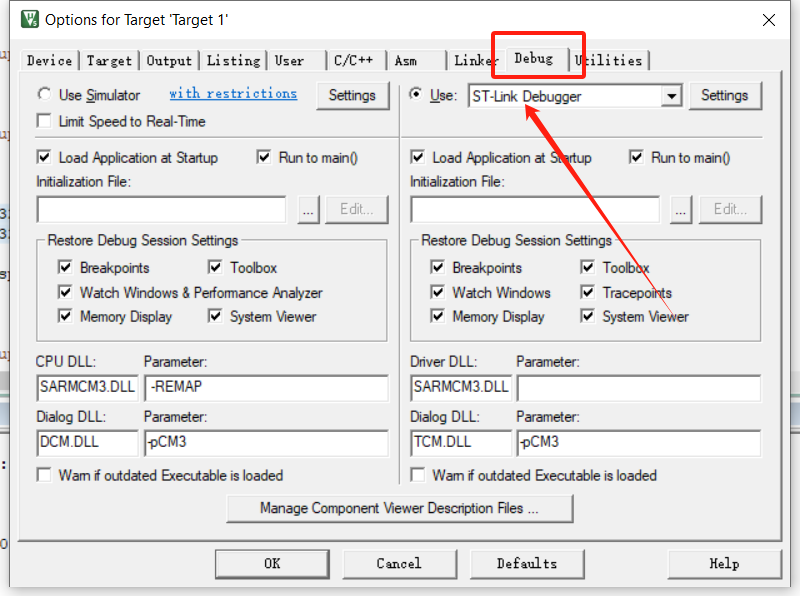 Options for Target 'Target 1'
Device Target Output Listing User C/C++ Asm Linker Debug Utilities
Use Simulator with restrictions Settings
Limit Speed to Real-Time
Use: ST-Link Debugger Settings
Load Application at Startup Run to main()
Initialization File:
... Edit...
Load Application at Startup Run to main()
Initialization File:
... Edit...
Restore Debug Session Settings
Breakpoints Toolbox
Watch Windows & Performance Analyzer
Memory Display System Viewer
Restore Debug Session Settings
Breakpoints Toolbox
Watch Windows Tracepoints
Memory Display System Viewer
CPU DLL: Parameter:
SARMCM3.DLL -REMAP
Dialog DLL: Parameter:
DCM.DLL -pCM3
Warn if outdated Executable is loaded
Driver DLL: Parameter:
SARMCM3.DLL
Dialog DLL: Parameter:
TCM.DLL -pCM3
Warn if outdated Executable is loaded
Manage Component Viewer Description Files ...
OK Cancel Defaults Help